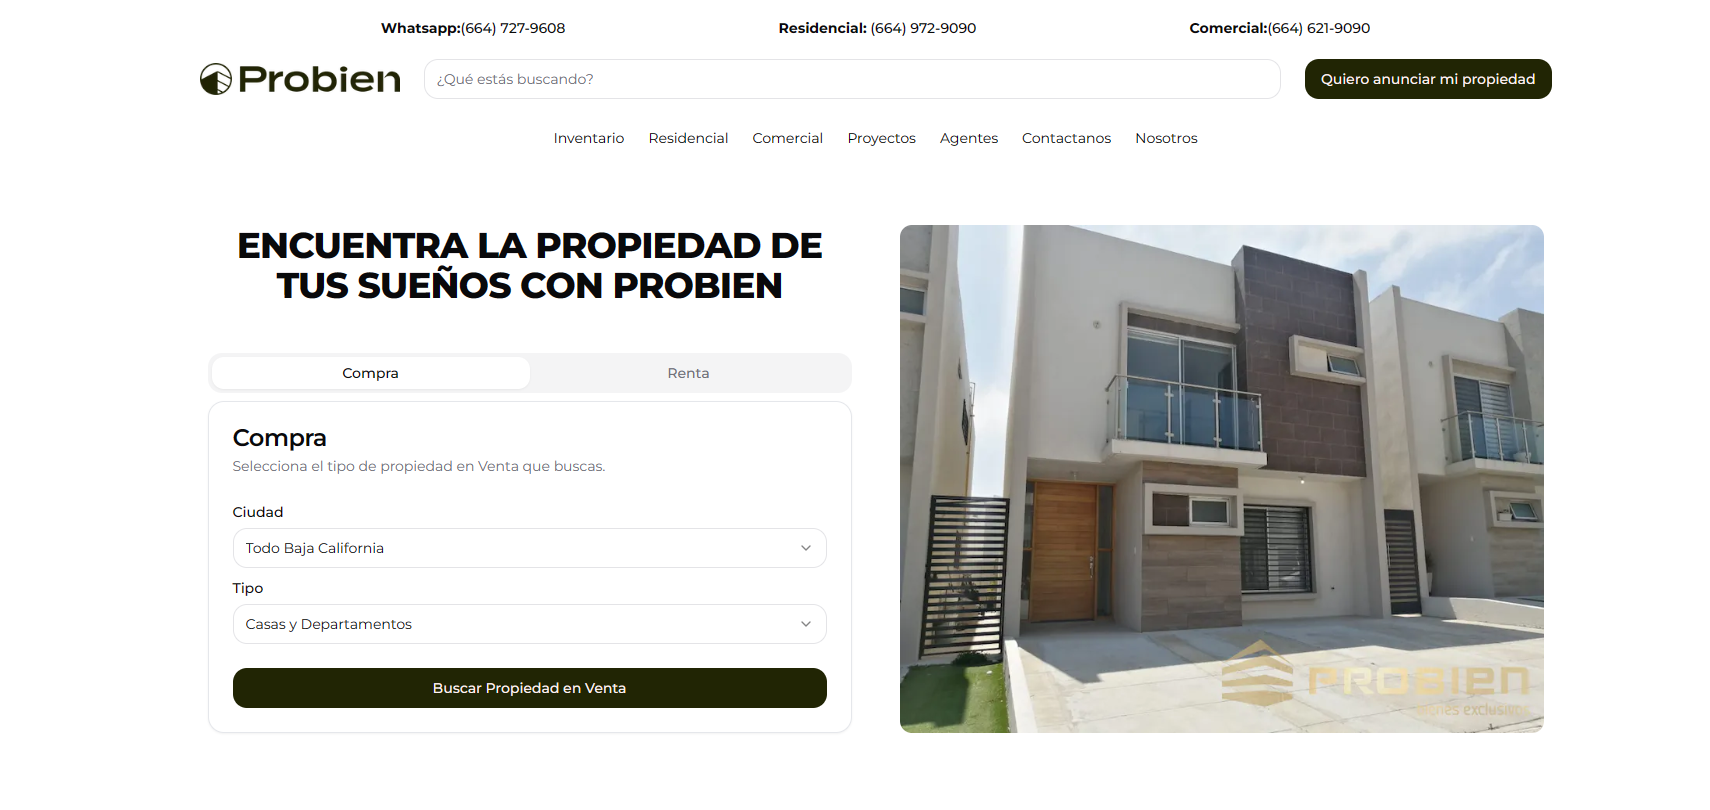 Whatsapp:(664) 727-9608
Residencial: (664) 972-9090
Comercial:(664) 621-9090
Probien
¿Qué estás buscando?
Quiero anunciar mi propiedad
Inventario
Residencial
Comercial
Proyectos
Agentes
Contactanos
Nosotros
ENCUENTRA LA PROPIEDAD DE
TUS SUEÑOS CON PROBIEN
Compra
Renta
Compra
Selecciona el tipo de propiedad en Venta que buscas.
Ciudad
Todo Baja California
Tipo
Casas y Departamentos
Buscar Propiedad en Venta
PROBIEN